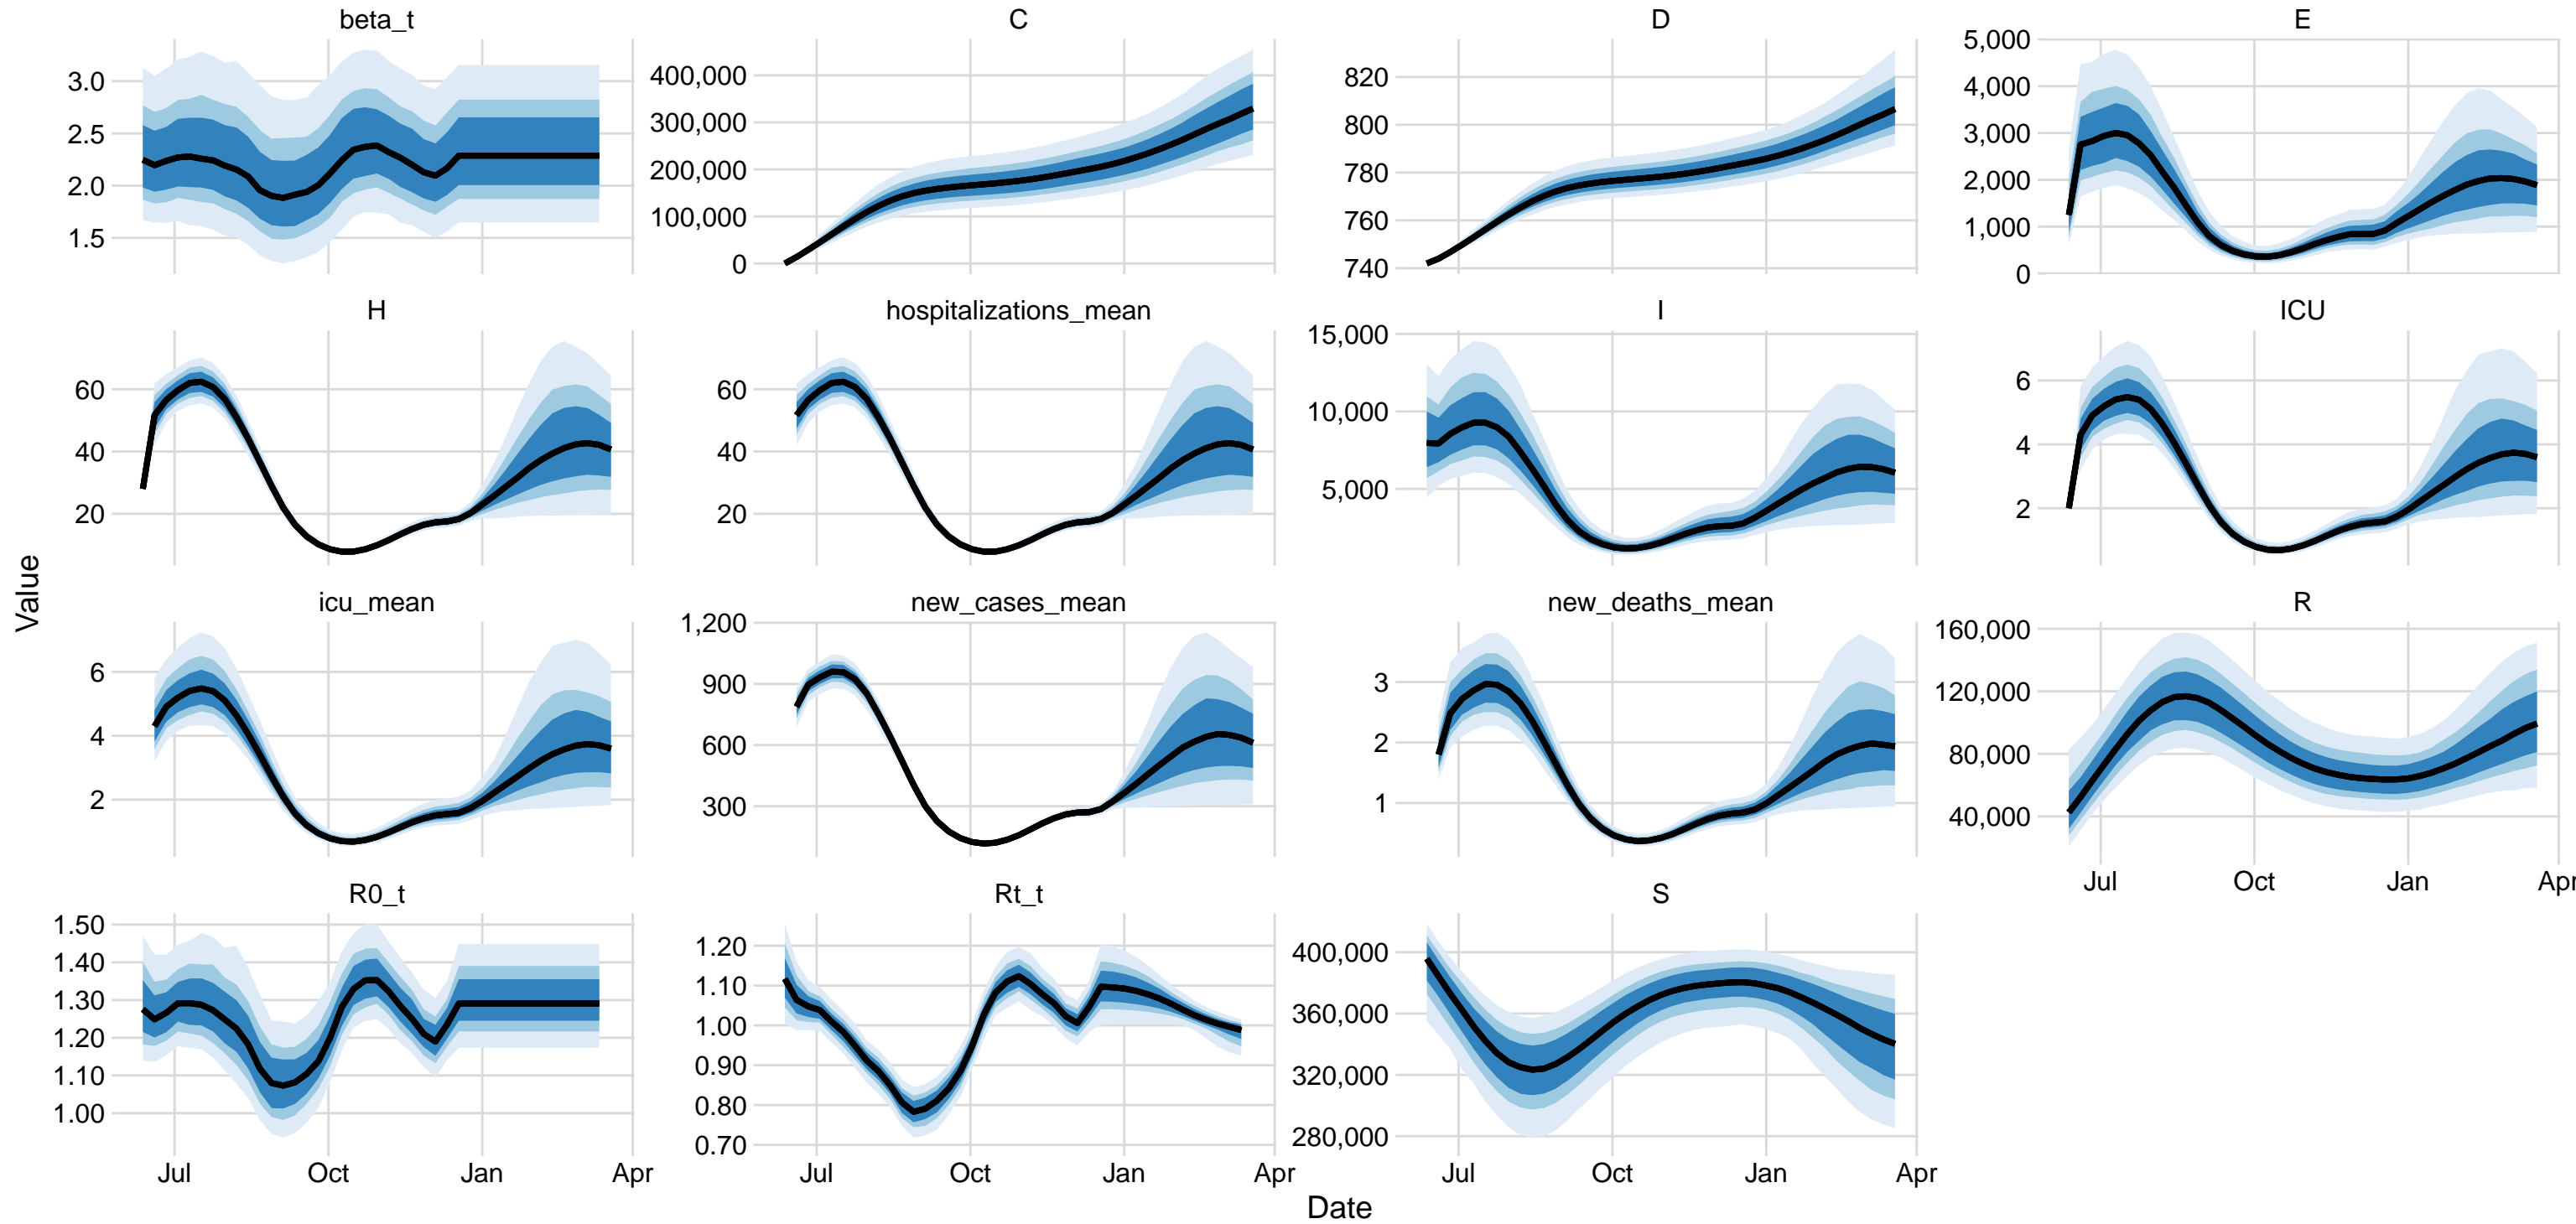 beta_t
C
D
E
3.0
2.5
2.0
1.5
400,000
300,000
200,000
100,000
0
820
800
780
760
740
5,000
4,000
3,000
2,000
1,000
0
H
hospitalizations_mean
I
ICU
60
40
20
60
40
20
15,000
10,000
5,000
6
4
2
Value
icu_mean
new_cases_mean
new_deaths_mean
R
6
4
2
1,200
900
600
300
3
2
1
160,000
120,000
80,000
40,000
Jul Oct Jan Apr
R0_t
Rt_t
S
1.50
1.40
1.30
1.20
1.10
1.00
1.20
1.10
1.00
0.90
0.80
0.70
400,000
360,000
320,000
280,000
Jul Oct Jan Apr
Jul Oct Jan Apr
Jul Oct Jan Apr
Date